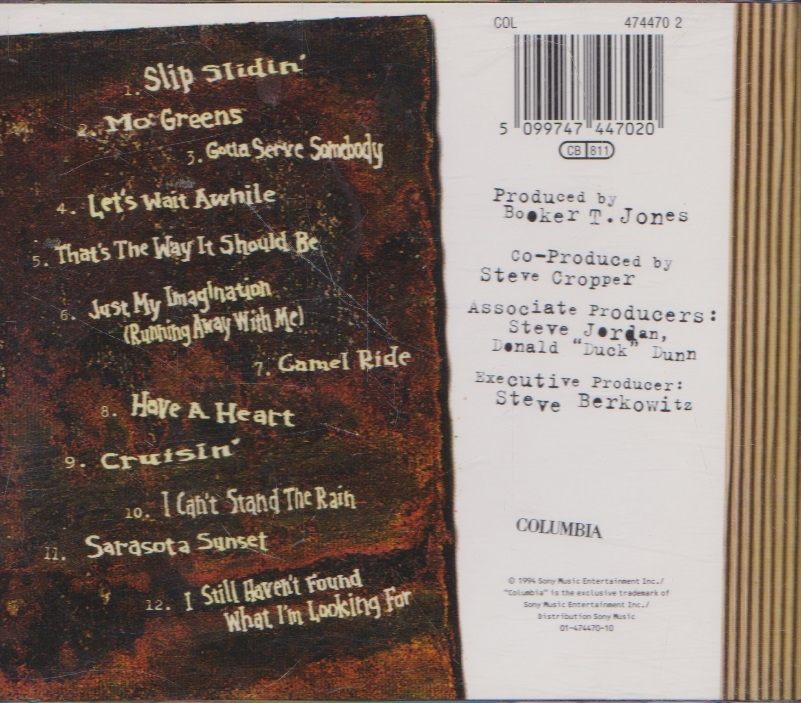 1. Slip Slidin'
2. Mo' Greens
3. Gotta Serve Somebody
4. Let's Wait Awhile
5. That's The Way It Should Be
6. Just My Imagination
(Running Away With Me)
7. Camel Ride
8. Have A Heart
9. Cruisin'
10. I Can't Stand The Rain
11. Sarasota Sunset
12. I Still Haven't Found
What I'm Looking For
COL 474470 2
5 099747 447020
CB 811
Produced by
Booker T. Jones
Co-Produced by
Steve Cropper
Associate Producers:
Steve Jordan,
Donald "Duck" Dunn
Executive Producer:
Steve Berkowitz
COLUMBIA
© 1994 Sony Music Entertainment Inc./
"Columbia" is the exclusive trademark of
Sony Music Entertainment Inc./
Distribution Sony Music
01-474470-10